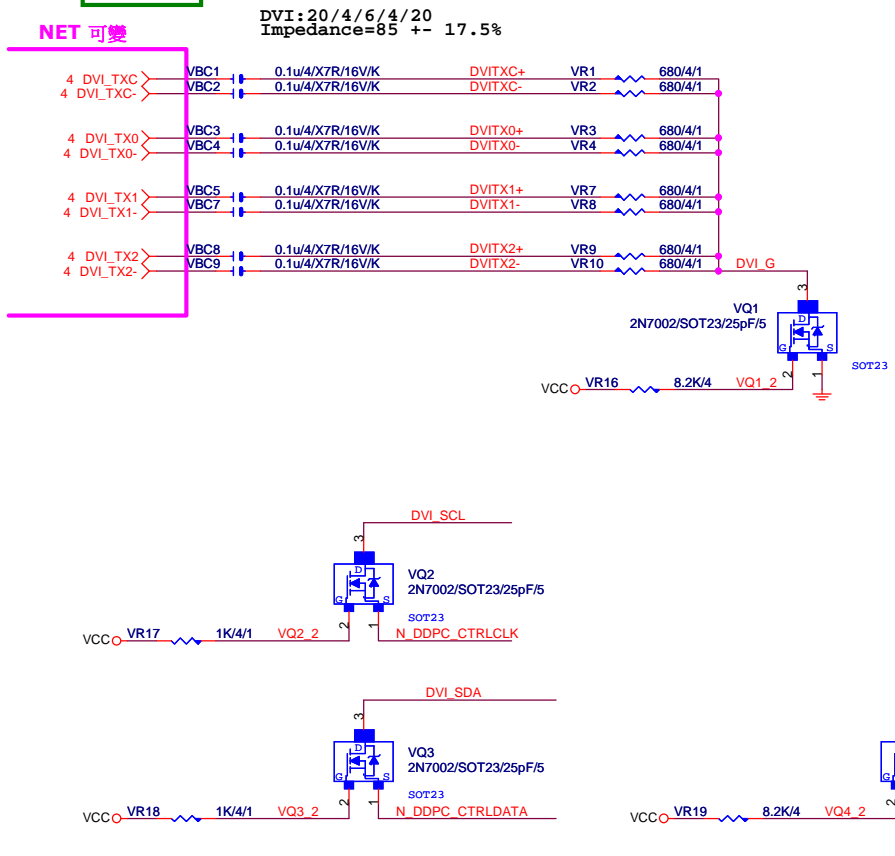 DVI:20/4/6/4/20
Impedance=85 +- 17.5%
NET 可變
4 DVI_TXC VBC1 0.1u/4/X7R/16V/K DVITXC+ VR1 680/4/1
4 DVI_TXC- VBC2 0.1u/4/X7R/16V/K DVITXC- VR2 680/4/1
4 DVI_TX0 VBC3 0.1u/4/X7R/16V/K DVITX0+ VR3 680/4/1
4 DVI_TX0- VBC4 0.1u/4/X7R/16V/K DVITX0- VR4 680/4/1
4 DVI_TX1 VBC5 0.1u/4/X7R/16V/K DVITX1+ VR7 680/4/1
4 DVI_TX1- VBC7 0.1u/4/X7R/16V/K DVITX1- VR8 680/4/1
4 DVI_TX2 VBC8 0.1u/4/X7R/16V/K DVITX2+ VR9 680/4/1
4 DVI_TX2- VBC9 0.1u/4/X7R/16V/K DVITX2- VR10 680/4/1 DVI_G
3
VQ1
2N7002/SOT23/25pF/5
D
G S
SOT23
2 1
VCC VR16 8.2K/4 VQ1_2
DVI_SCL
3
VQ2
2N7002/SOT23/25pF/5
D
G S
SOT23
2 1
VCC VR17 1K/4/1 VQ2_2 N_DDPC_CTRLCLK
DVI_SDA
3
VQ3
2N7002/SOT23/25pF/5
D
G S
SOT23
2 1
VCC VR18 1K/4/1 VQ3_2 N_DDPC_CTRLDATA
G
2
VCC VR19 8.2K/4 VQ4_2